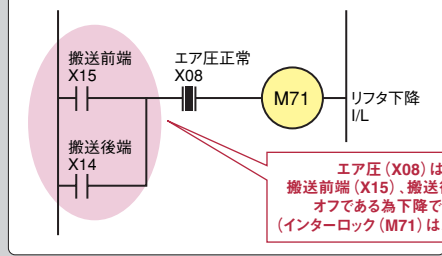 搬送前端
X15
エア圧正常
X08
M71
リフタ下降
I/L
搬送後端
X14
エア圧（X08）は
搬送前端（X15）、搬送
オフである為下降で
（インターロック（M71）は